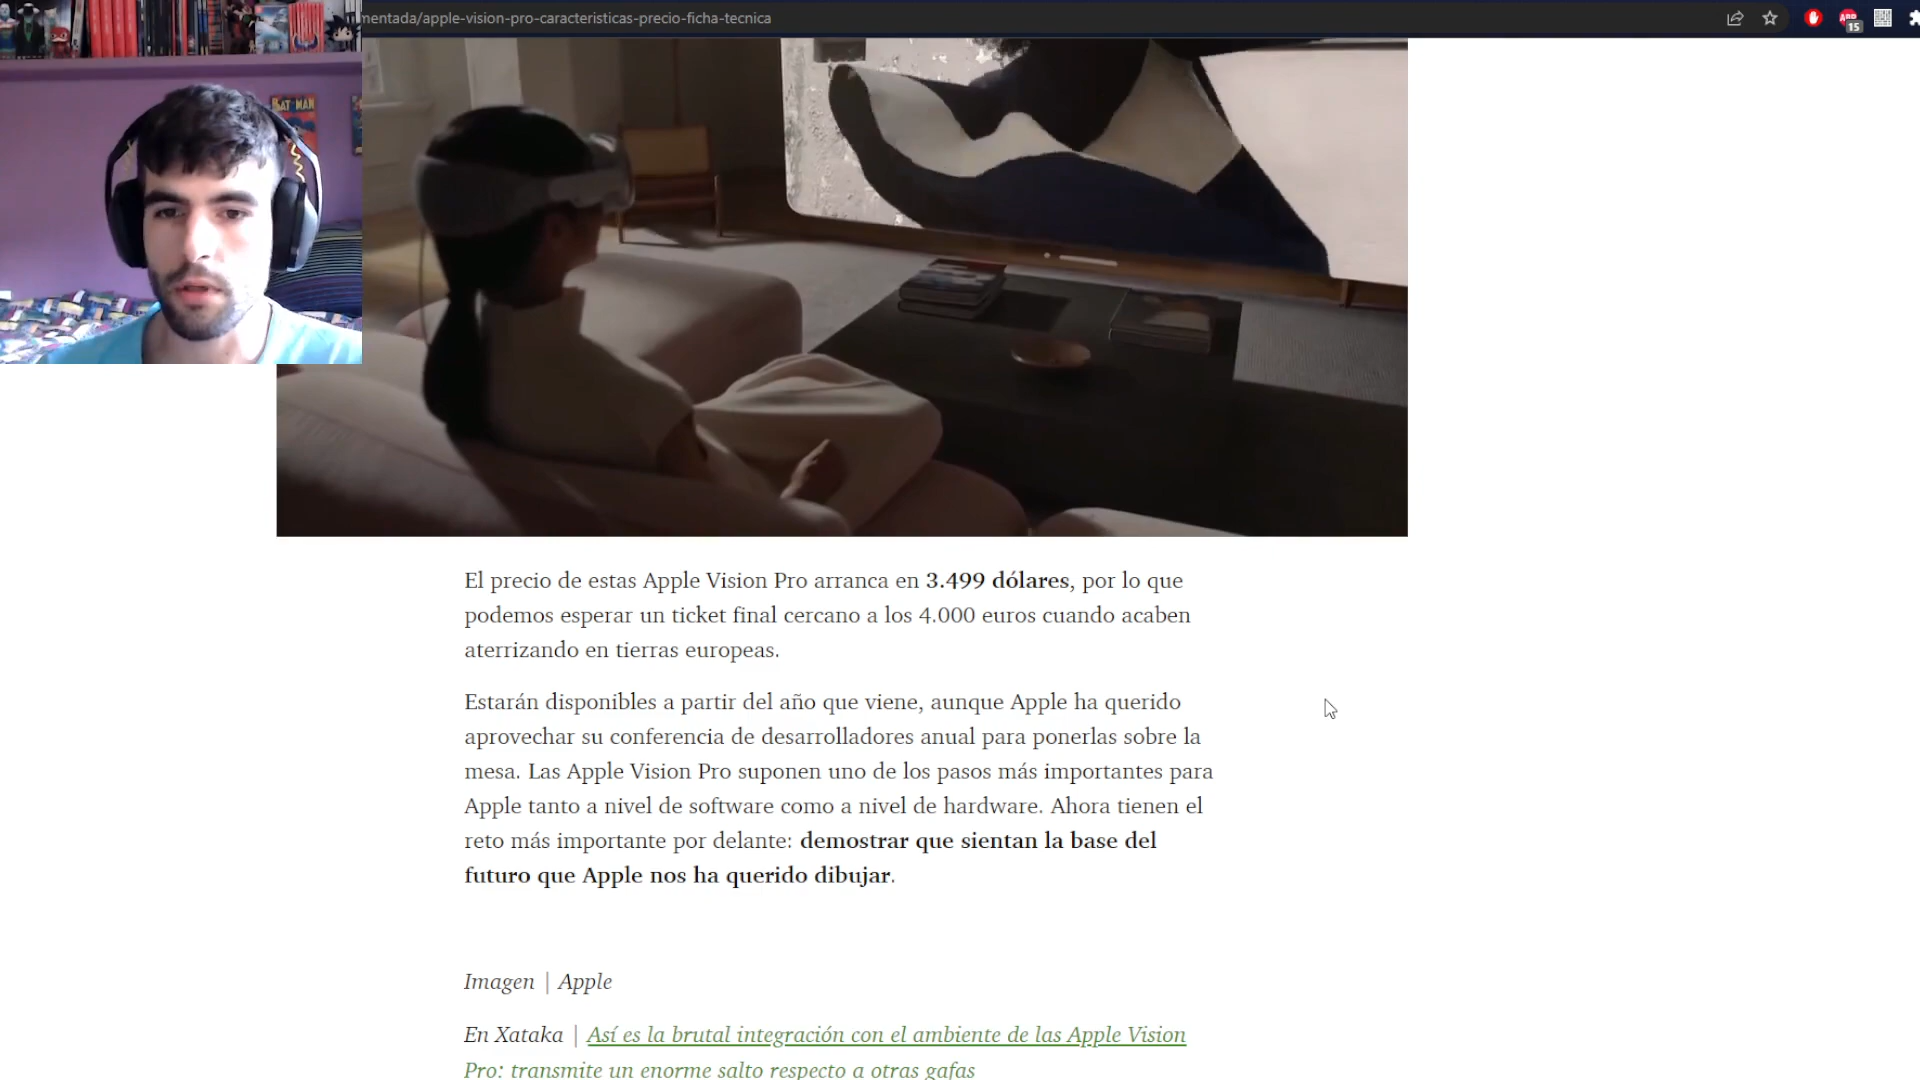 mentada/apple-vision-pro-caracteristicas-precio-ficha-tecnica
ABP
15
BAT MAN
El precio de estas Apple Vision Pro arranca en 3.499 dólares, por lo que
podemos esperar un ticket final cercano a los 4.000 euros cuando acaben
aterrizando en tierras europeas.
Estarán disponibles a partir del año que viene, aunque Apple ha querido
aprovechar su conferencia de desarrolladores anual para ponerlas sobre la
mesa. Las Apple Vision Pro suponen uno de los pasos más importantes para
Apple tanto a nivel de software como a nivel de hardware. Ahora tienen el
reto más importante por delante: demostrar que sientan la base del
futuro que Apple nos ha querido dibujar.
Imagen | Apple
En Xataka | Así es la brutal integración con el ambiente de las Apple Vision
Pro: transmite un enorme salto respecto a otras gafas